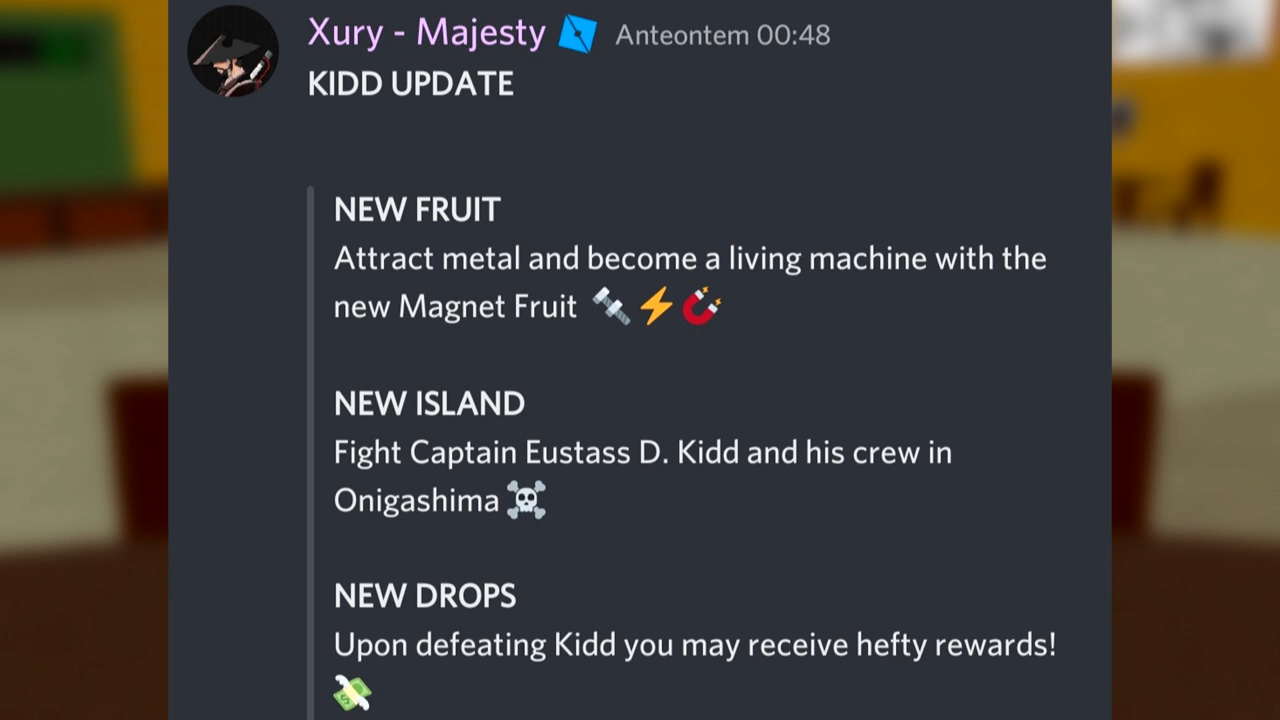 Xury - Majesty Anteontem 00:48
KIDD UPDATE
NEW FRUIT
Attract metal and become a living machine with the
new Magnet Fruit 🔩⚡🧲
NEW ISLAND
Fight Captain Eustass D. Kidd and his crew in
Onigashima ☠️
NEW DROPS
Upon defeating Kidd you may receive hefty rewards!
💸